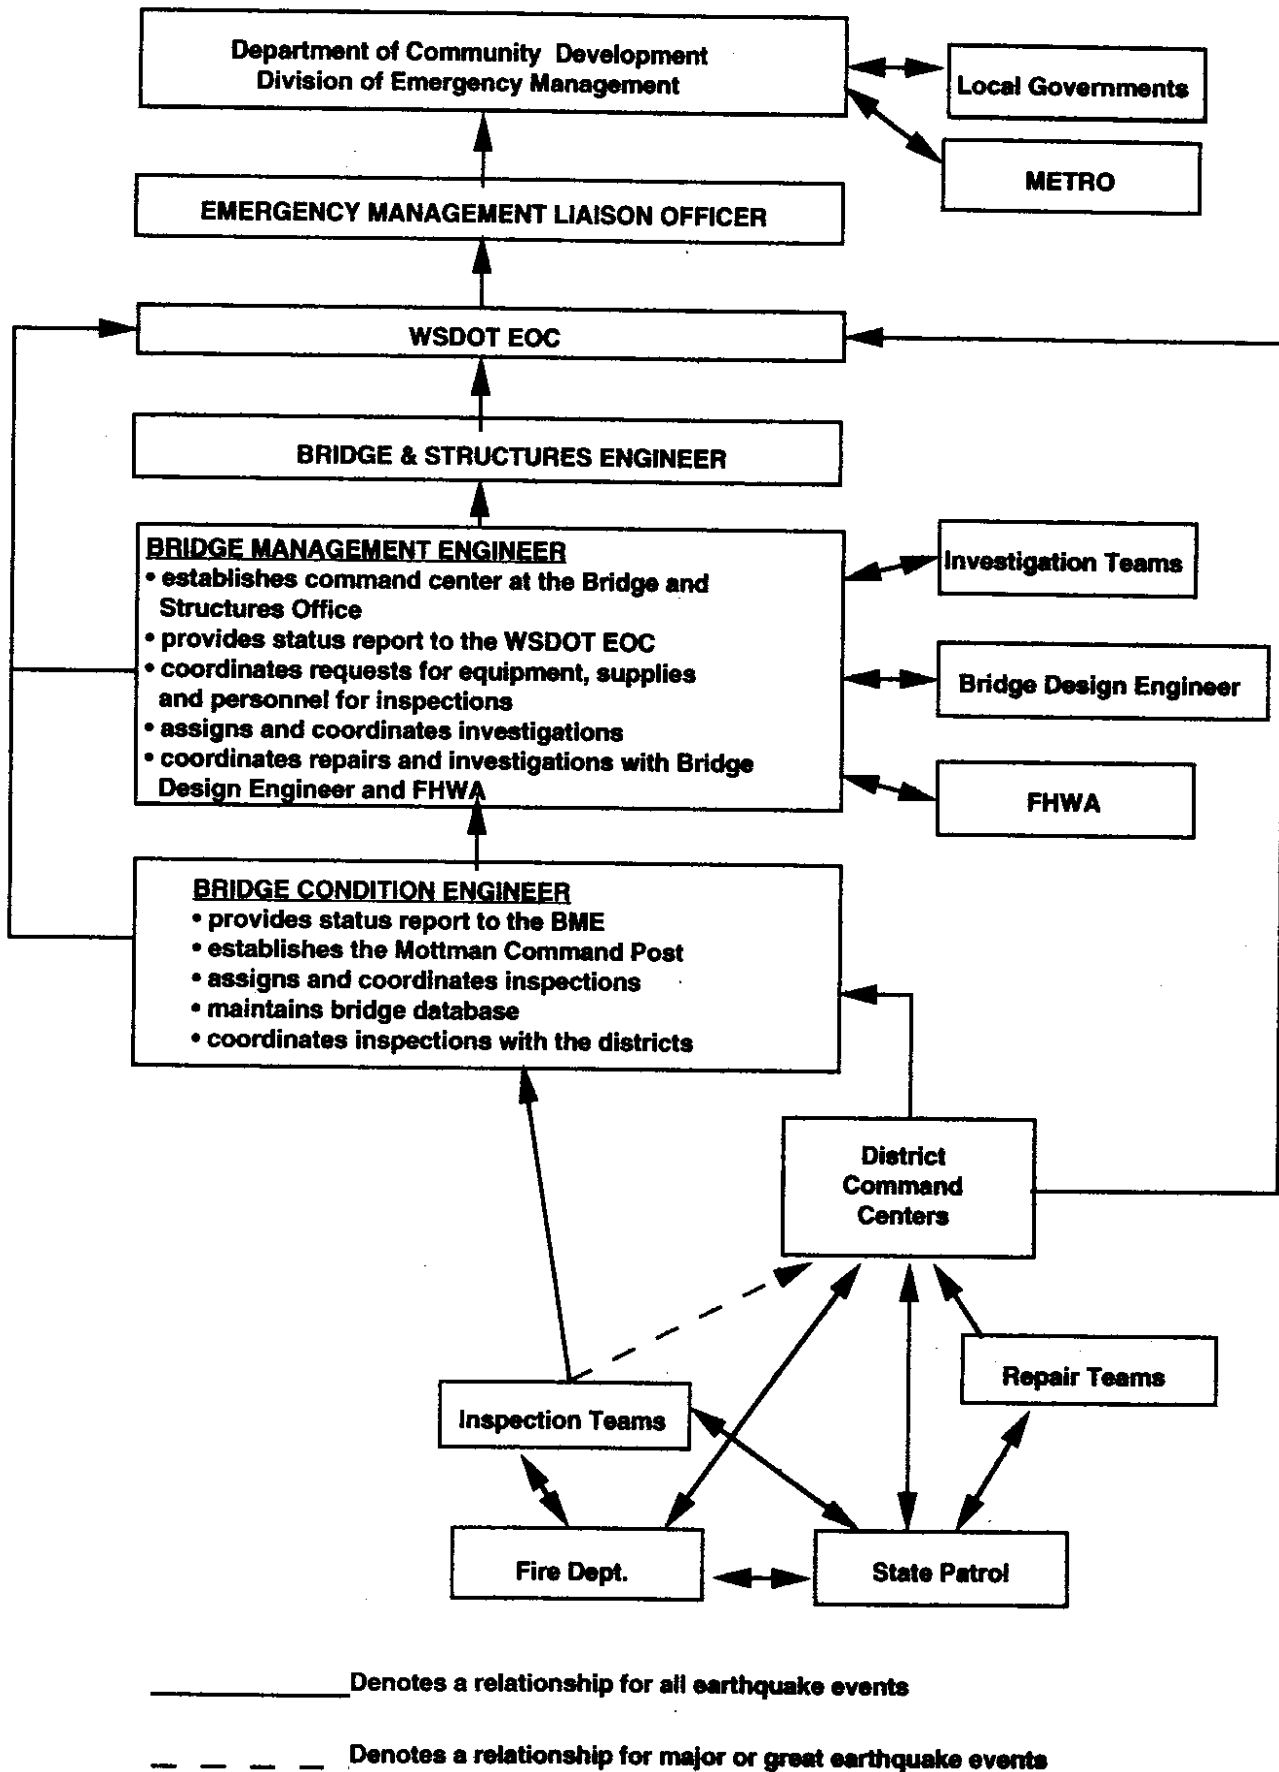 Department of Community Development
Division of Emergency Management
Local Governments
METRO
EMERGENCY MANAGEMENT LIAISON OFFICER
WSDOT EOC
BRIDGE & STRUCTURES ENGINEER
BRIDGE MANAGEMENT ENGINEER
• establishes command center at the Bridge and
Structures Office
• provides status report to the WSDOT EOC
• coordinates requests for equipment, supplies
and personnel for inspections
• assigns and coordinates investigations
• coordinates repairs and investigations with Bridge
Design Engineer and FHWA
Investigation Teams
Bridge Design Engineer
FHWA
BRIDGE CONDITION ENGINEER
• provides status report to the BME
• establishes the Mottman Command Post
• assigns and coordinates inspections
• maintains bridge database
• coordinates inspections with the districts
District
Command
Centers
Repair Teams
Inspection Teams
Fire Dept.
State Patrol
Denotes a relationship for all earthquake events
Denotes a relationship for major or great earthquake events